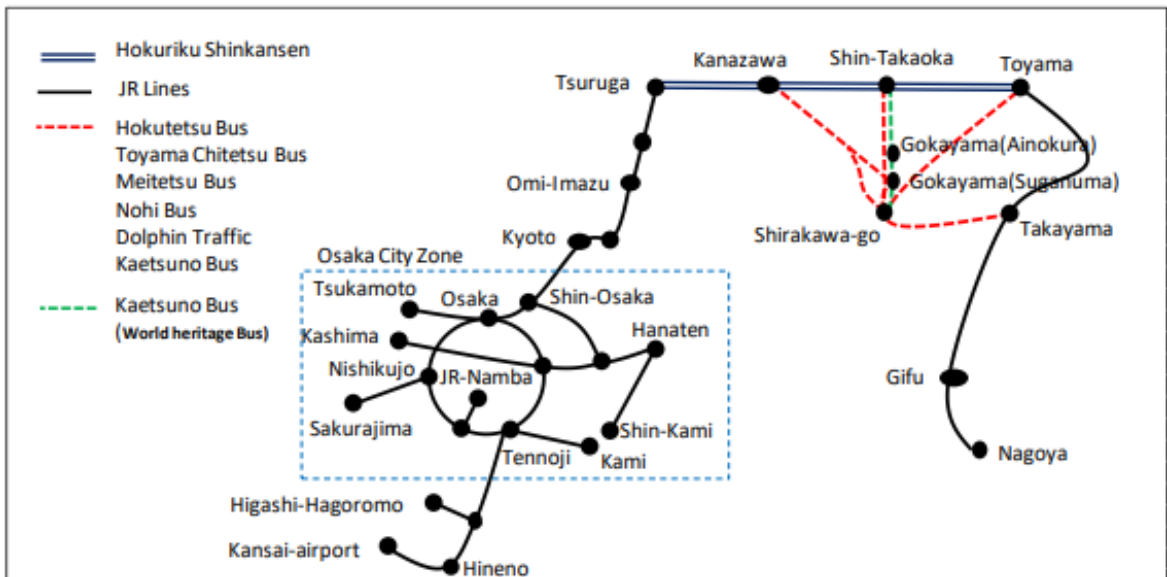 Hokuriku Shinkansen
JR Lines
Hokutetsu Bus
Toyama Chitetsu Bus
Meitetsu Bus
Nohi Bus
Dolphin Traffic
Kaetsuno Bus
Kaetsuno Bus
(World heritage Bus)
Kanazawa
Shin-Takaoka
Toyama
Tsuruga
Gokayama(Ainokura)
Omi-Imazu
Gokayama(Suganuma)
Kyoto
Shirakawa-go
Takayama
Osaka City Zone
Tsukamoto
Osaka
Shin-Osaka
Kashima
Hanaten
Nishikujo
JR-Namba
Gifu
Sakurajima
Shin-Kami
Tennoji
Kami
Nagoya
Higashi-Hagoromo
Kansai-airport
Hineno